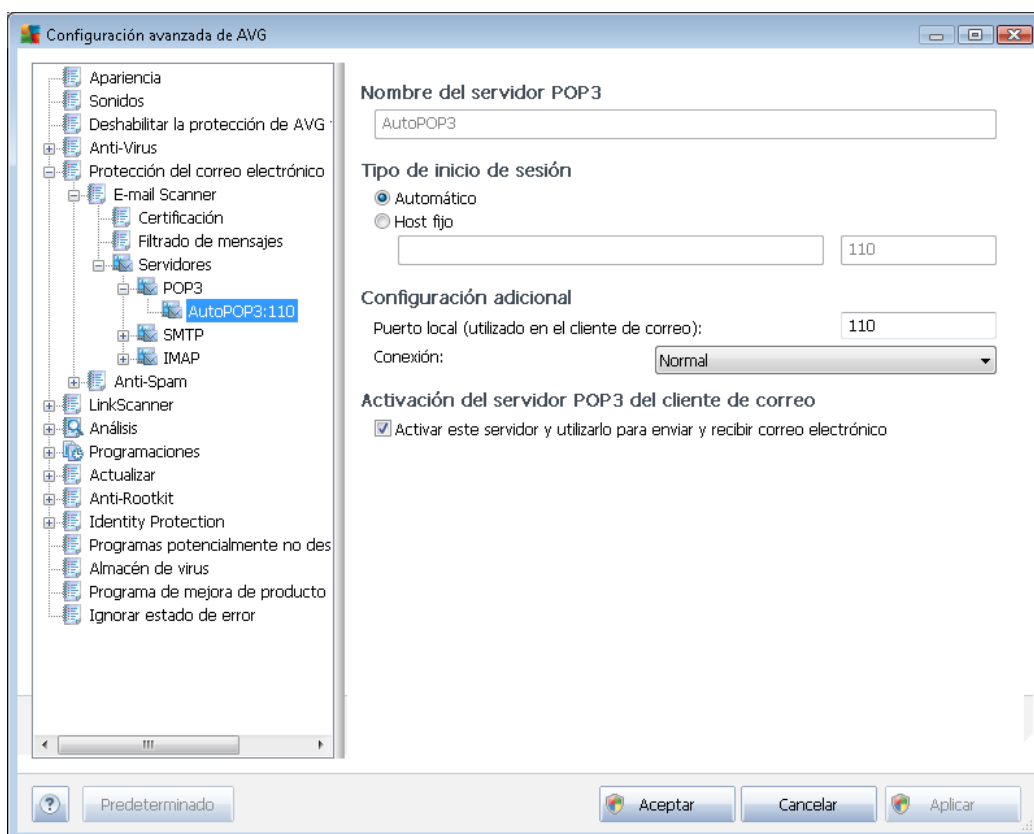 Configuración avanzada de AVG
Apariencia
Sonidos
Deshabilitar la protección de AVG
Anti-Virus
Protección del correo electrónico
E-mail Scanner
Certificación
Filtrado de mensajes
Servidores
POP3
AutoPOP3:110
SMTP
IMAP
Anti-Spam
LinkScanner
Análisis
Programaciones
Actualizar
Anti-Rootkit
Identity Protection
Programas potencialmente no des
Almacén de virus
Programa de mejora de producto
Ignorar estado de error
Nombre del servidor POP3
AutoPOP3
Tipo de inicio de sesión
Automático
Host fijo
110
Configuración adicional
Puerto local (utilizado en el cliente de correo): 110
Conexión: Normal
Activación del servidor POP3 del cliente de correo
Activar este servidor y utilizarlo para enviar y recibir correo electrónico
? Predeterminado Aceptar Cancelar Aplicar